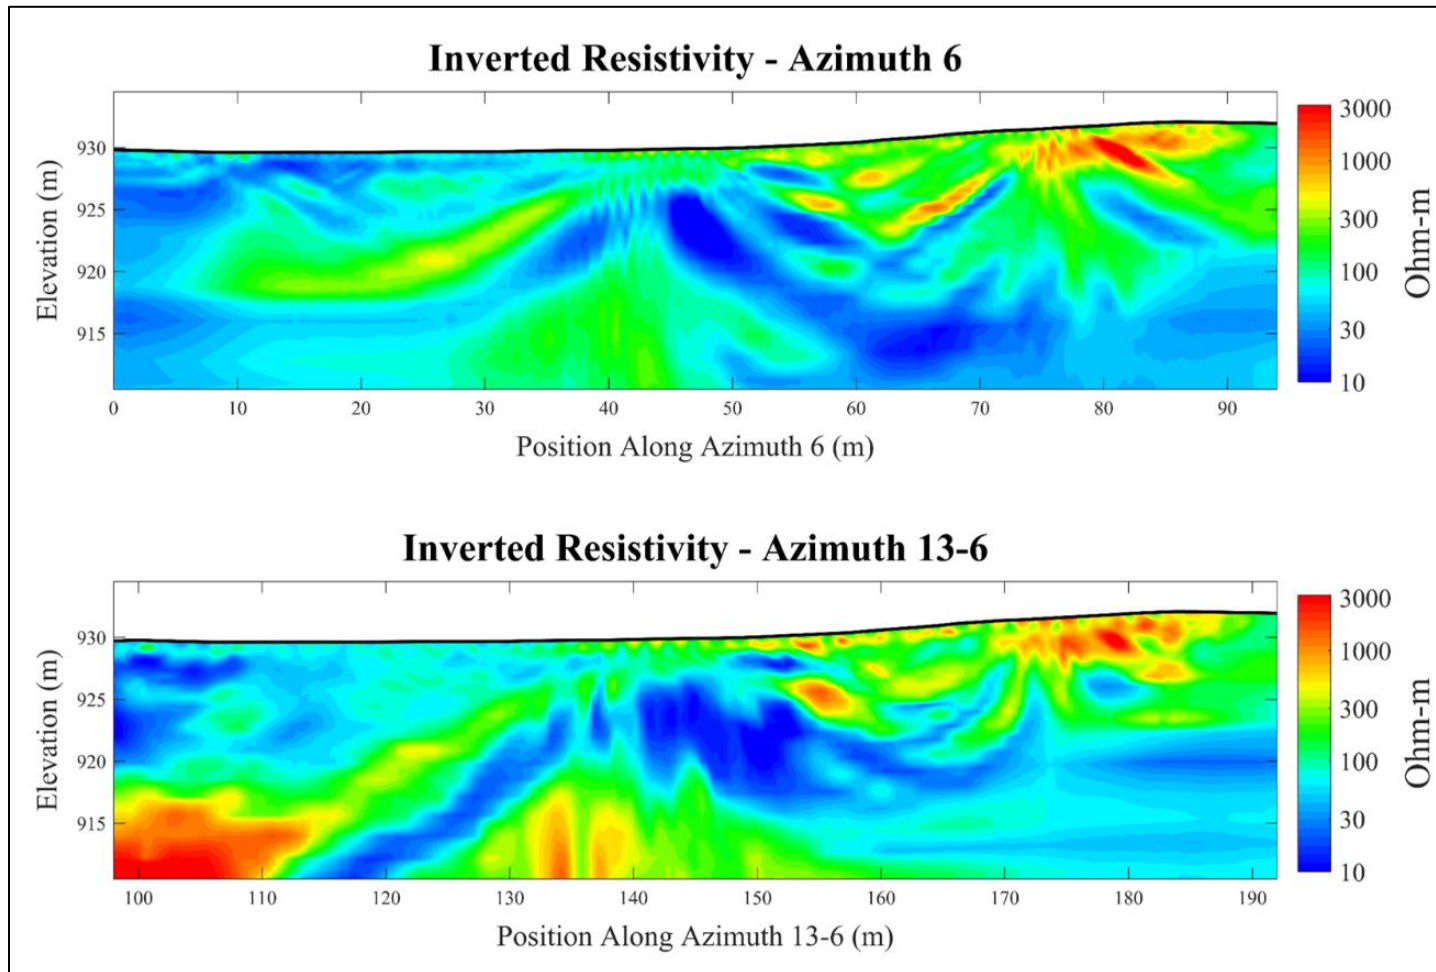 Inverted Resistivity - Azimuth 6
Elevation (m)
930
925
920
915
0 10 20 30 40 50 60 70 80 90
Position Along Azimuth 6 (m)
3000
1000
300
100
30
10
Ohm-m
Inverted Resistivity - Azimuth 13-6
Elevation (m)
930
925
920
915
100 110 120 130 140 150 160 170 180 190
Position Along Azimuth 13-6 (m)
3000
1000
300
100
30
10
Ohm-m